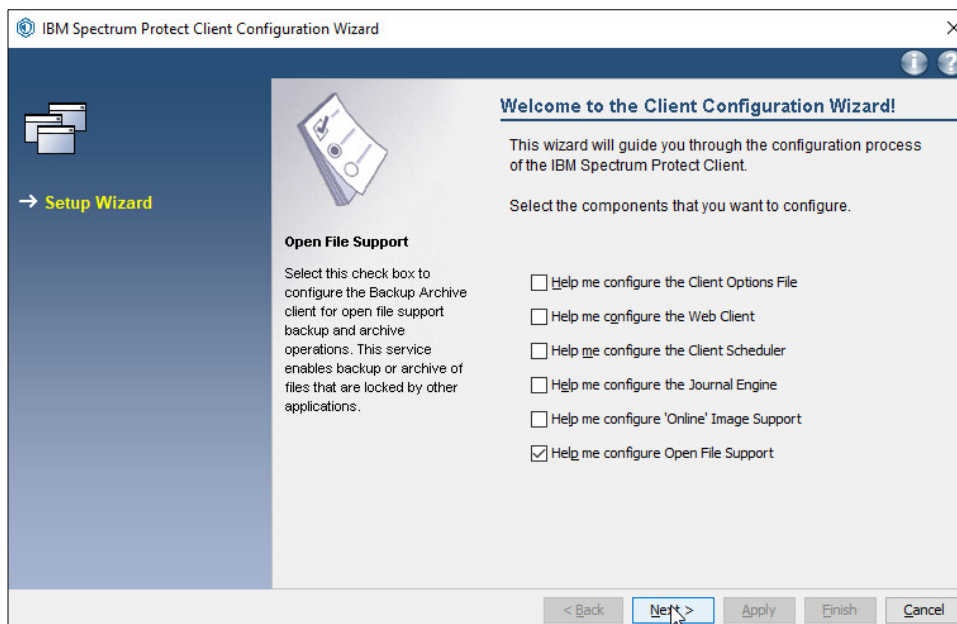 IBM Spectrum Protect Client Configuration Wizard
i ?
Setup Wizard
Open File Support
Select this check box to
configure the Backup Archive
client for open file support
backup and archive
operations. This service
enables backup or archive of
files that are locked by other
applications.
Welcome to the Client Configuration Wizard!
This wizard will guide you through the configuration process
of the IBM Spectrum Protect Client.
Select the components that you want to configure.
Help me configure the Client Options File
Help me configure the Web Client
Help me configure the Client Scheduler
Help me configure the Journal Engine
Help me configure 'Online' Image Support
Help me configure Open File Support
< Back Next > Apply Finish Cancel